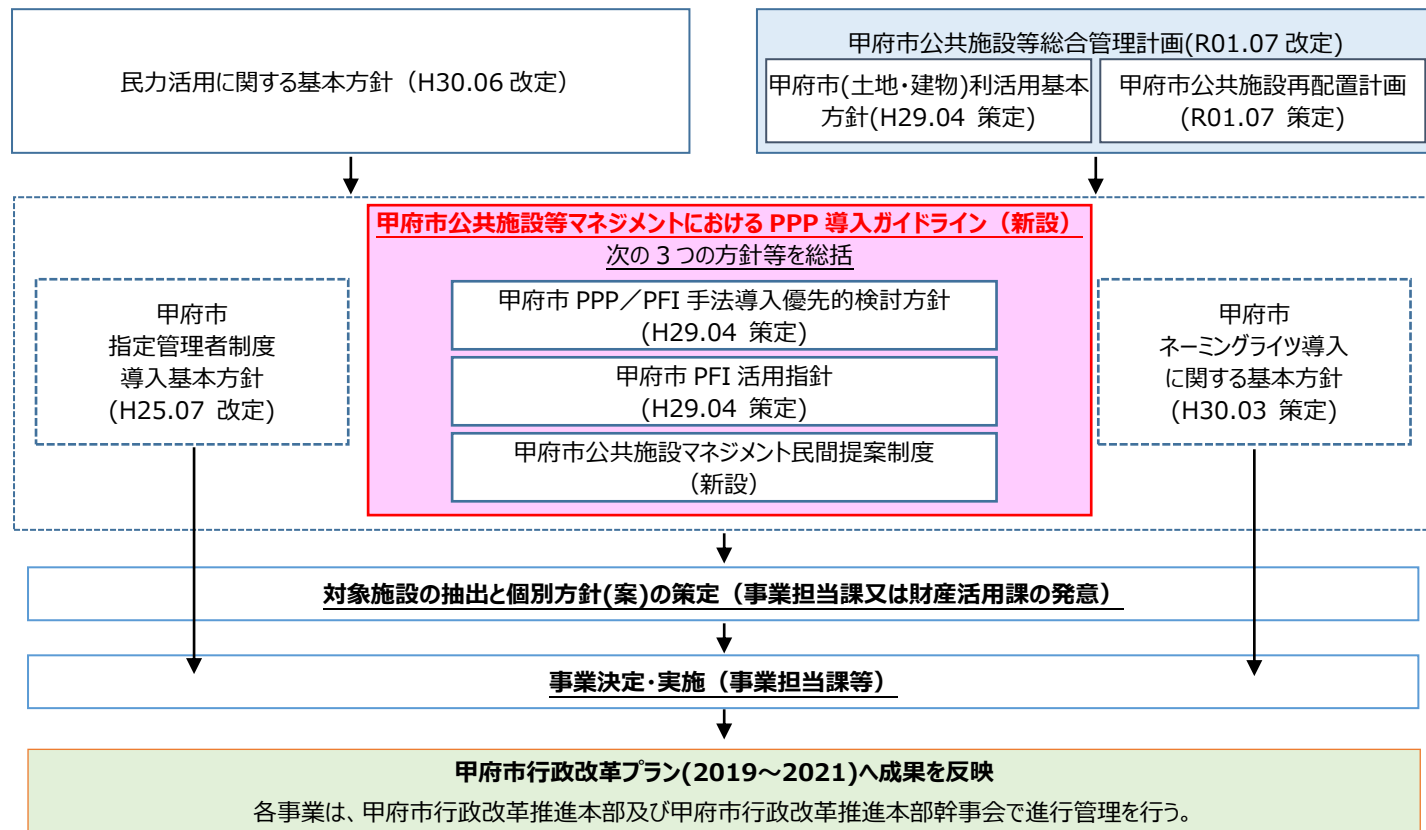 民力活用に関する基本方針（H30.06 改定）
甲府市公共施設等総合管理計画(R01.07 改定)
甲府市(土地・建物)利活用基本
方針(H29.04 策定)
甲府市公共施設再配置計画
(R01.07 策定)
甲府市公共施設等マネジメントにおける PPP 導入ガイドライン（新設）
次の 3 つの方針等を総括
甲府市 PPP／PFI 手法導入優先的検討方針
(H29.04 策定)
甲府市 PFI 活用指針
(H29.04 策定)
甲府市公共施設マネジメント民間提案制度
（新設）
甲府市
指定管理者制度
導入基本方針
(H25.07 改定)
甲府市
ネーミングライツ導入
に関する基本方針
(H30.03 策定)
対象施設の抽出と個別方針(案)の策定（事業担当課又は財産活用課の発意）
事業決定・実施（事業担当課等）
甲府市行政改革プラン(2019～2021)へ成果を反映
各事業は、甲府市行政改革推進本部及び甲府市行政改革推進本部幹事会で進行管理を行う。